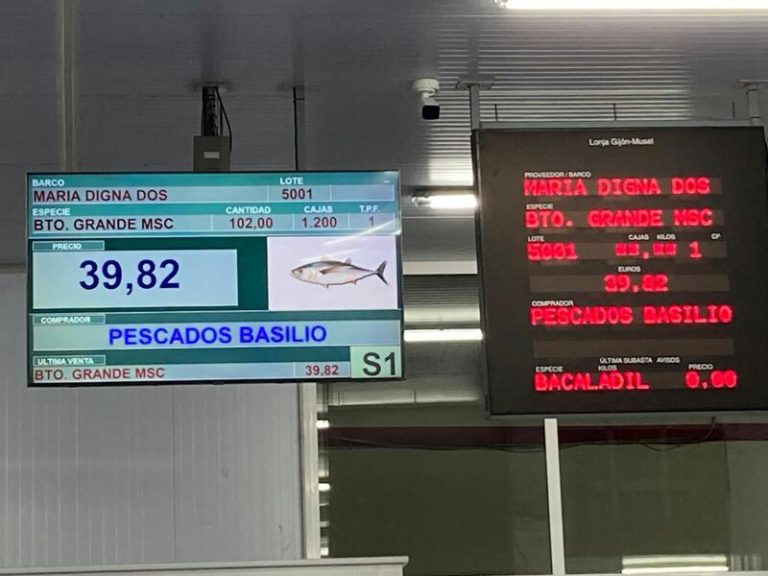 BARCO LOTE
MARIA DIGNA DOS 5001
ESPECIE CANTIDAD CAJAS T.P.F.
BTO. GRANDE MSC 102,00 1.200 1
PRECIO
39,82
COMPRADOR
PESCADOS BASILIO
ULTIMA VENTA
BTO. GRANDE MSC 39,82
S1
Lonja Gijón-Musel
PROVEEDOR / BARCO
MARIA DIGNA DOS
ESPECIE
BTO. GRANDE MSC
LOTE CAJAS KILOS CP
5001 1
EUROS
39,82
COMPRADOR
PESCADOS BASILIO
ÚLTIMA SUBASTA AVISOS
ESPECIE KILOS PRECIO
BACALADIL 0,00